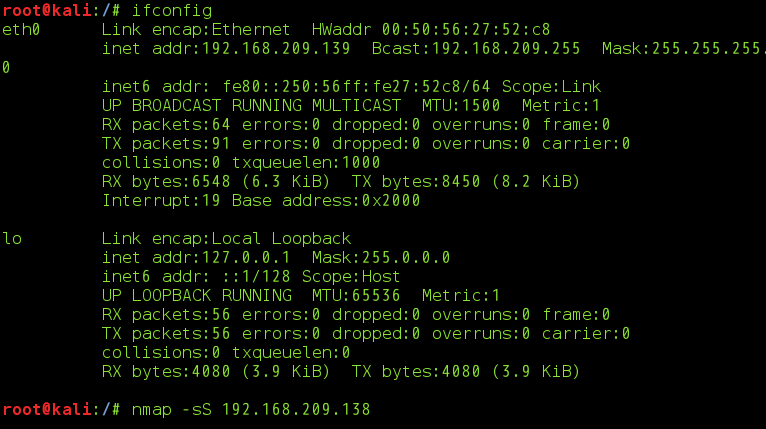 root@kali:/# ifconfig
eth0      Link encap:Ethernet  HWaddr 00:50:56:27:52:c8
          inet addr:192.168.209.139  Bcast:192.168.209.255  Mask:255.255.255.
0
          inet6 addr: fe80::250:56ff:fe27:52c8/64 Scope:Link
          UP BROADCAST RUNNING MULTICAST  MTU:1500  Metric:1
          RX packets:64 errors:0 dropped:0 overruns:0 frame:0
          TX packets:91 errors:0 dropped:0 overruns:0 carrier:0
          collisions:0 txqueuelen:1000
          RX bytes:6548 (6.3 KiB)  TX bytes:8450 (8.2 KiB)
          Interrupt:19 Base address:0x2000

lo        Link encap:Local Loopback
          inet addr:127.0.0.1  Mask:255.0.0.0
          inet6 addr: ::1/128 Scope:Host
          UP LOOPBACK RUNNING  MTU:65536  Metric:1
          RX packets:56 errors:0 dropped:0 overruns:0 frame:0
          TX packets:56 errors:0 dropped:0 overruns:0 carrier:0
          collisions:0 txqueuelen:0
          RX bytes:4080 (3.9 KiB)  TX bytes:4080 (3.9 KiB)

root@kali:/# nmap -sS 192.168.209.138